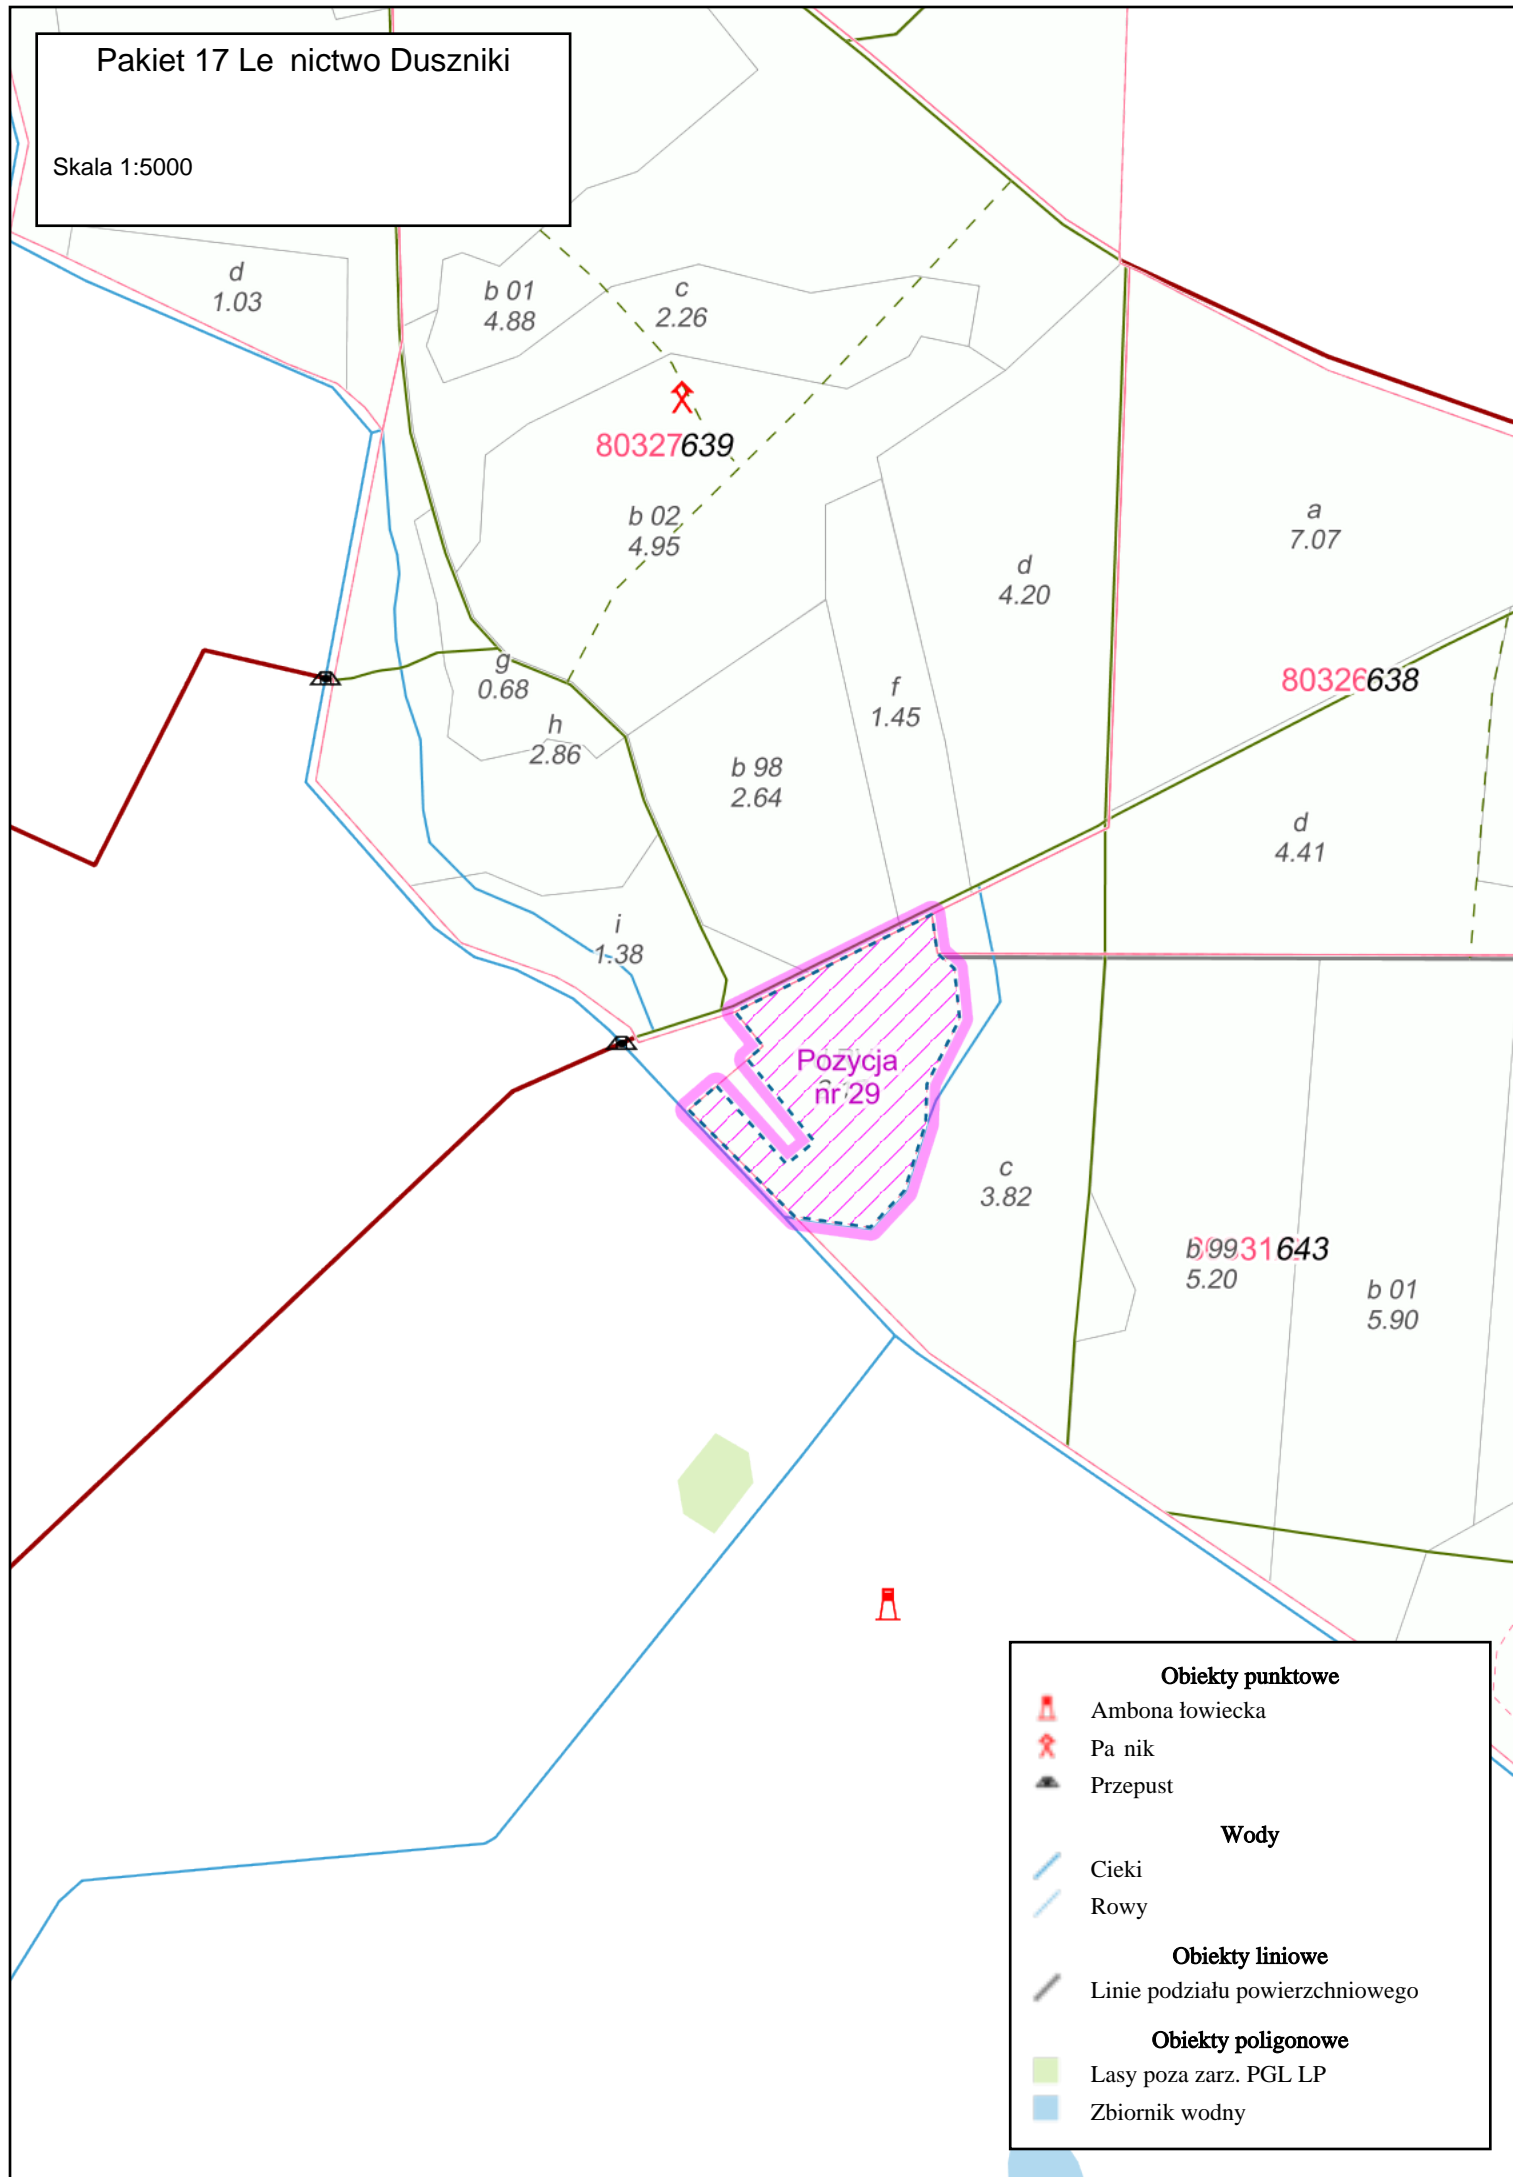 Pakiet 17 Le nictwo Duszniki
Skala 1:5000
d
1.03
b 01
4.88
c
2.26
80327639
b 02
4.95
a
7.07
d
4.20
g
0.68
f
1.45
80326638
h
2.86
b 98
2.64
d
4.41
i
1.38
Pozycja
nr 29
c
3.82
b 99
31643
5.20
b 01
5.90
Obiekty punktowe
Ambona łowiecka
Pa nik
Przepust
Wody
Cieki
Rowy
Obiekty liniowe
Linie podziału powierzchniowego
Obiekty poligonowe
Lasy poza zarz. PGL LP
Zbiornik wodny